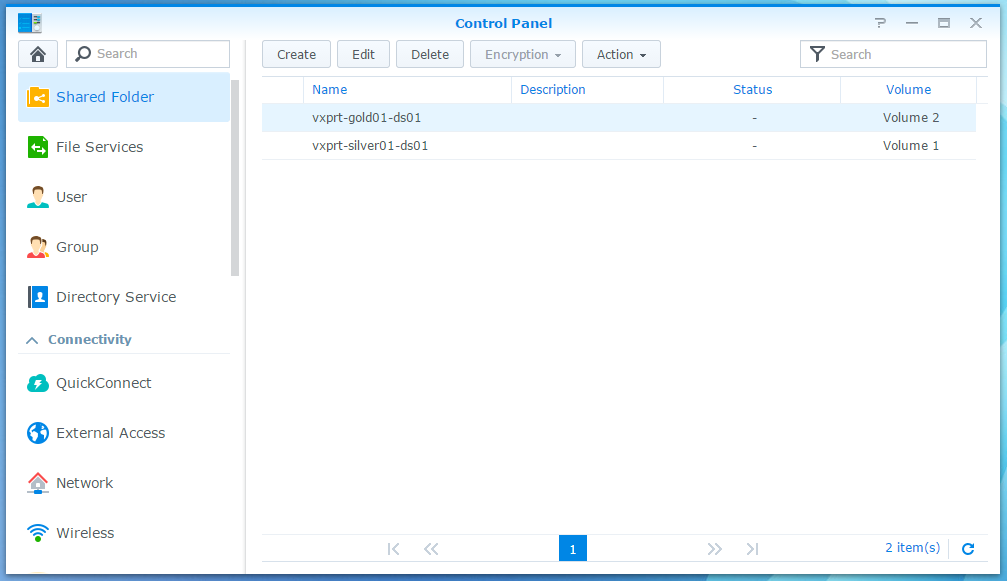 Control Panel
Search
Create Edit Delete Encryption Action
Search
Shared Folder
File Services
User
Group
Directory Service
Connectivity
QuickConnect
External Access
Network
Wireless
Name Description Status Volume
vxprt-gold01-ds01 - Volume 2
vxprt-silver01-ds01 - Volume 1
1
2 item(s)